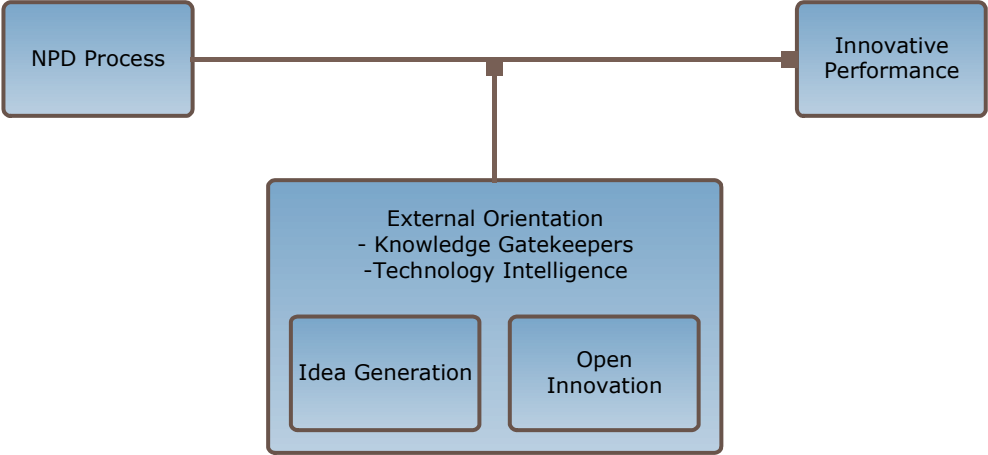 NPD Process
Innovative
Performance
External Orientation
- Knowledge Gatekeepers
-Technology Intelligence
Idea Generation
Open
Innovation